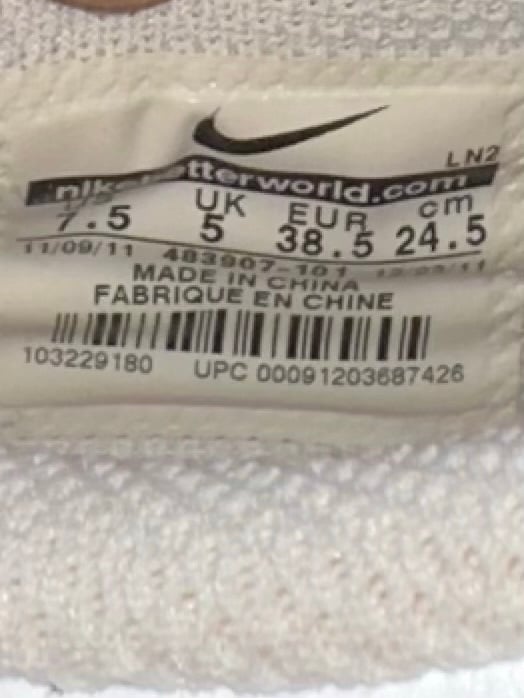 LN2
nikebetterworld.com
US UK EUR cm
7.5 5 38.5 24.5
11/09/11 483907-101
MADE IN CHINA
FABRIQUE EN CHINE
103229180 UPC 00091203687426